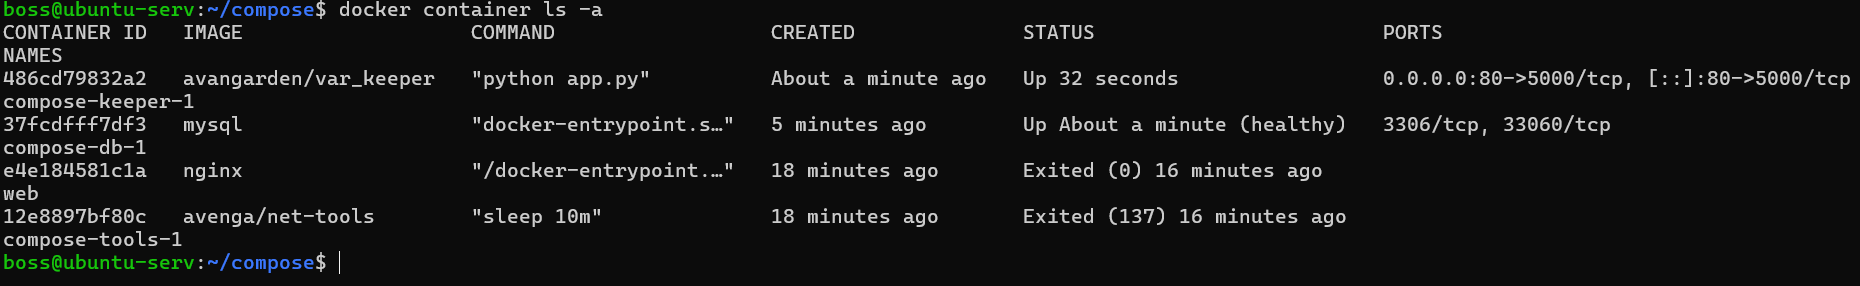 boss@ubuntu-serv:~/compose$ docker container ls -a
CONTAINER ID   IMAGE                   COMMAND                  CREATED              STATUS                        PORTS
NAMES
486cd79832a2   avangarden/var_keeper   "python app.py"          About a minute ago   Up 32 seconds                 0.0.0.0:80->5000/tcp, [::]:80->5000/tcp
compose-keeper-1
37fcdfff7df3   mysql                   "docker-entrypoint.s…"   5 minutes ago        Up About a minute (healthy)   3306/tcp, 33060/tcp
compose-db-1
e4e184581c1a   nginx                   "/docker-entrypoint.…"   18 minutes ago       Exited (0) 16 minutes ago
web
12e8897bf80c   avenga/net-tools        "sleep 10m"              18 minutes ago       Exited (137) 16 minutes ago
compose-tools-1
boss@ubuntu-serv:~/compose$